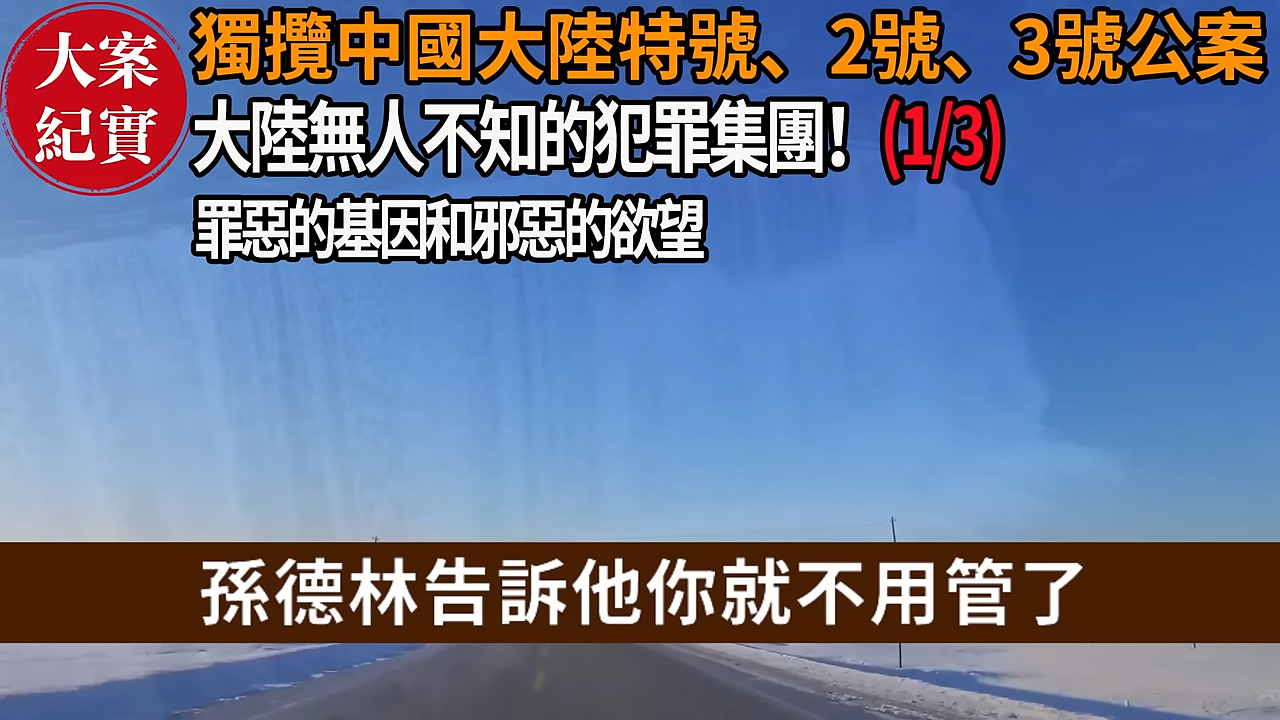 大案
紀實
獨攬中國大陸特號、2號、3號公案
大陸無人不知的犯罪集團！(1/3)
罪惡的基因和邪惡的欲望
孫德林告訴他你就不用管了